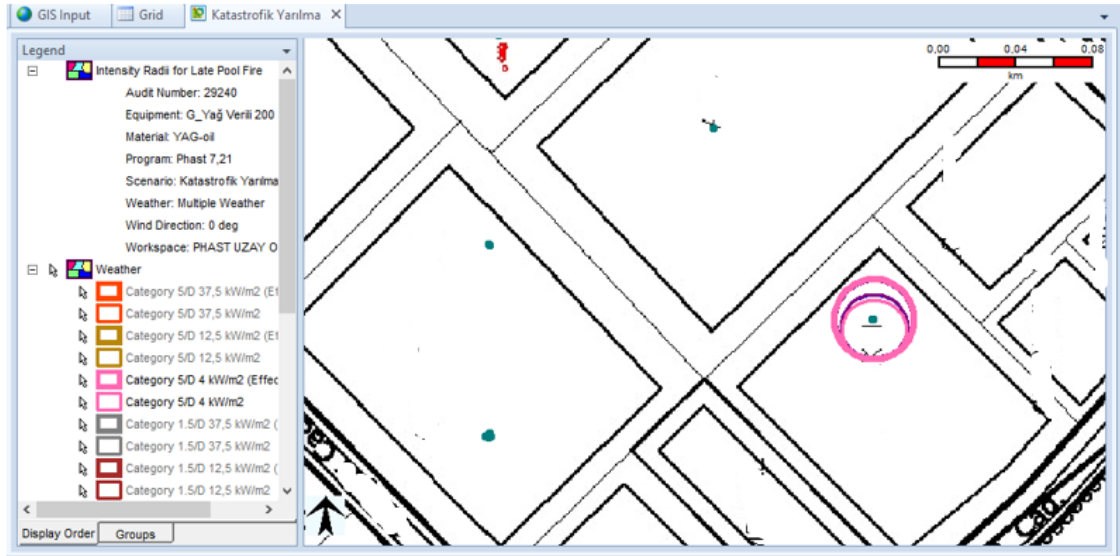 GIS Input Grid Katastrofik Yarılma
Legend
Intensity Radii for Late Pool Fire
Audit Number: 29240
Equipment: G_Yağ Verili 200
Material: YAG-oil
Program: Phast 7,21
Scenario: Katastrofik Yarılma
Weather: Multiple Weather
Wind Direction: 0 deg
Workspace: PHAST UZAY O
Weather
Category 5/D 37,5 kW/m2 (Ef
Category 5/D 37,5 kW/m2
Category 5/D 12,5 kW/m2 (Ef
Category 5/D 12,5 kW/m2
Category 5/D 4 kW/m2 (Effec
Category 5/D 4 kW/m2
Category 1.5/D 37,5 kW/m2 (
Category 1.5/D 37,5 kW/m2
Category 1.5/D 12,5 kW/m2 (
Category 1.5/D 12,5 kW/m2
Display Order Groups
0,00 0,04 0,08
km
Cad.